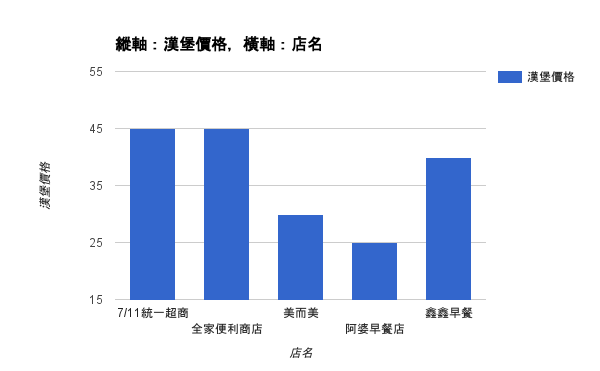 縱軸：漢堡價格，橫軸：店名
55
漢堡價格
45
35
25
15
漢堡價格
7/11統一超商
全家便利商店
美而美
阿婆早餐店
鑫鑫早餐
店名